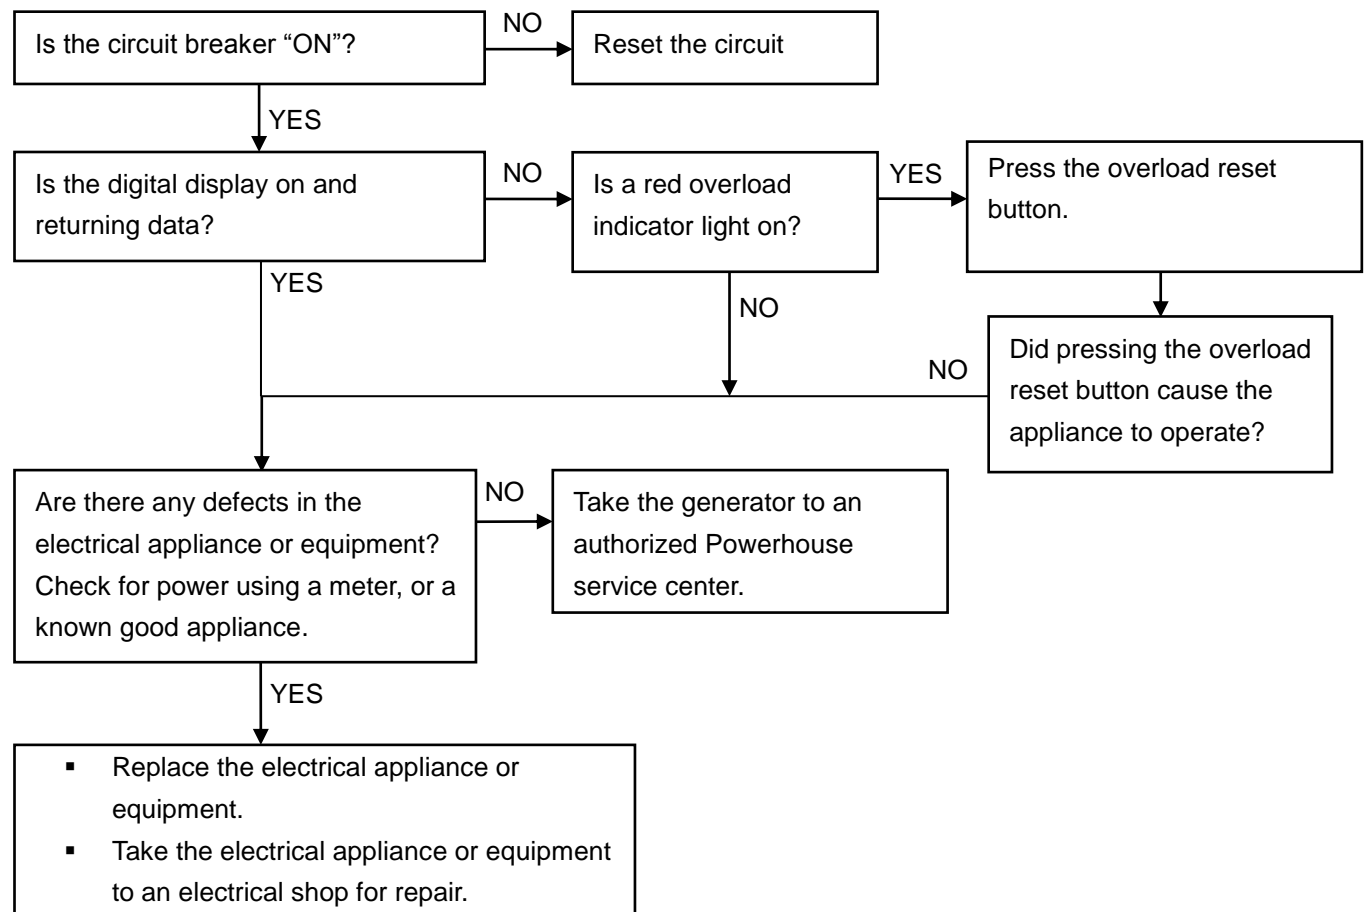 Is the circuit breaker “ON”?
NO
Reset the circuit
YES
Is the digital display on and
returning data?
NO
Is a red overload
indicator light on?
YES
Press the overload reset
button.
YES
NO
Did pressing the overload
reset button cause the
appliance to operate?
NO
Are there any defects in the
electrical appliance or equipment?
Check for power using a meter, or a
known good appliance.
NO
Take the generator to an
authorized Powerhouse
service center.
YES
▪ Replace the electrical appliance or
equipment.
▪ Take the electrical appliance or equipment
to an electrical shop for repair.